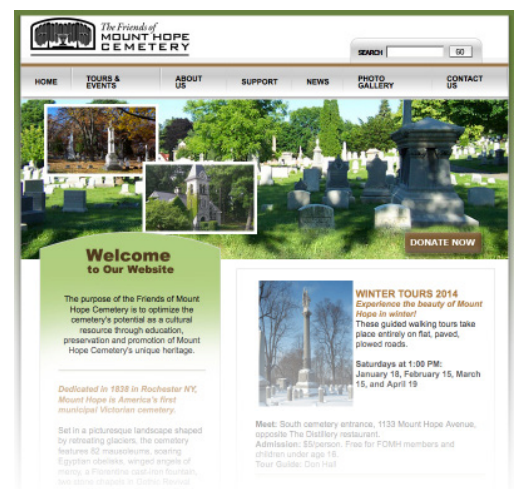 The Friends of
MOUNT HOPE
CEMETERY
SEARCH
GO
HOME
TOURS &
EVENTS
ABOUT
US
SUPPORT
NEWS
PHOTO
GALLERY
CONTACT
US
DONATE NOW
Welcome
to Our Website
The purpose of the Friends of Mount
Hope Cemetery is to optimize the
cemetery's potential as a cultural
resource through education,
preservation and promotion of Mount
Hope Cemetery's unique heritage.
Dedicated in 1838 in Rochester NY,
Mount Hope is America's first
municipal Victorian cemetery.
Set in a picturesque landscape shaped
by retreating glaciers, the cemetery
features 82 mausoleums, soaring
Egyptian obelisks, winged angels of
mercy, a Florentine cast-iron fountain,
two stone chapels in Gothic Revival
WINTER TOURS 2014
Experience the beauty of Mount
Hope in winter!
These guided walking tours take
place entirely on flat, paved,
plowed roads.
Saturdays at 1:00 PM:
January 18, February 15, March
15, and April 19
Meet: South cemetery entrance, 1133 Mount Hope Avenue,
opposite The Distillery restaurant.
Admission: $5/person. Free for FOMH members and
children under age 16.
Tour Guide: Don Hall